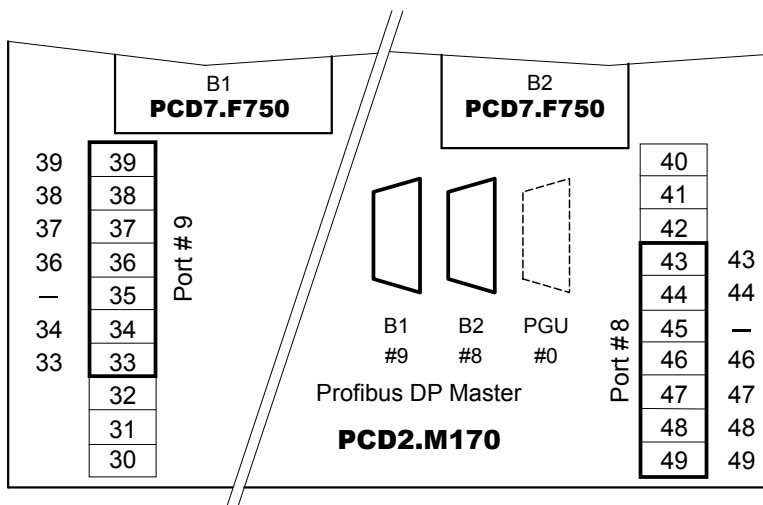 B1
PCD7.F750
B2
PCD7.F750
39 39
38 38
37 37
36 36
— 35
34 34
33 33
32
31
30
Port # 9
B1 B2 PGU
#9 #8 #0
Profibus DP Master
PCD2.M170
Port # 8
40
41
42
43 43
44 44
45 —
46 46
47 47
48 48
49 49